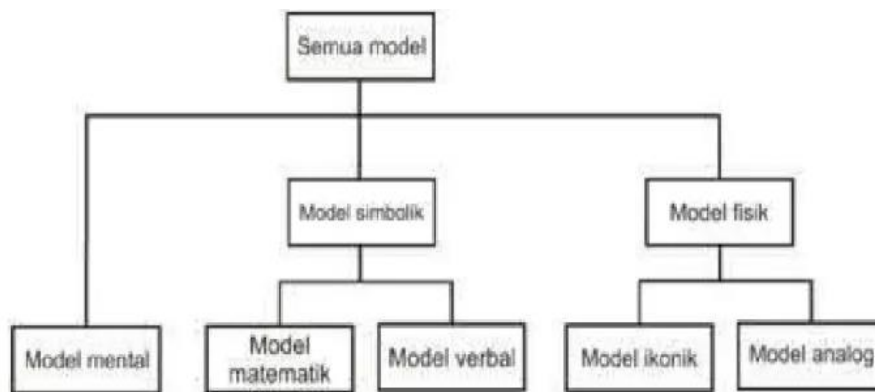 Semua model
Model simbolik
Model fisik
Model mental
Model
matematik
Model verbal
Model ikonik
Model analog